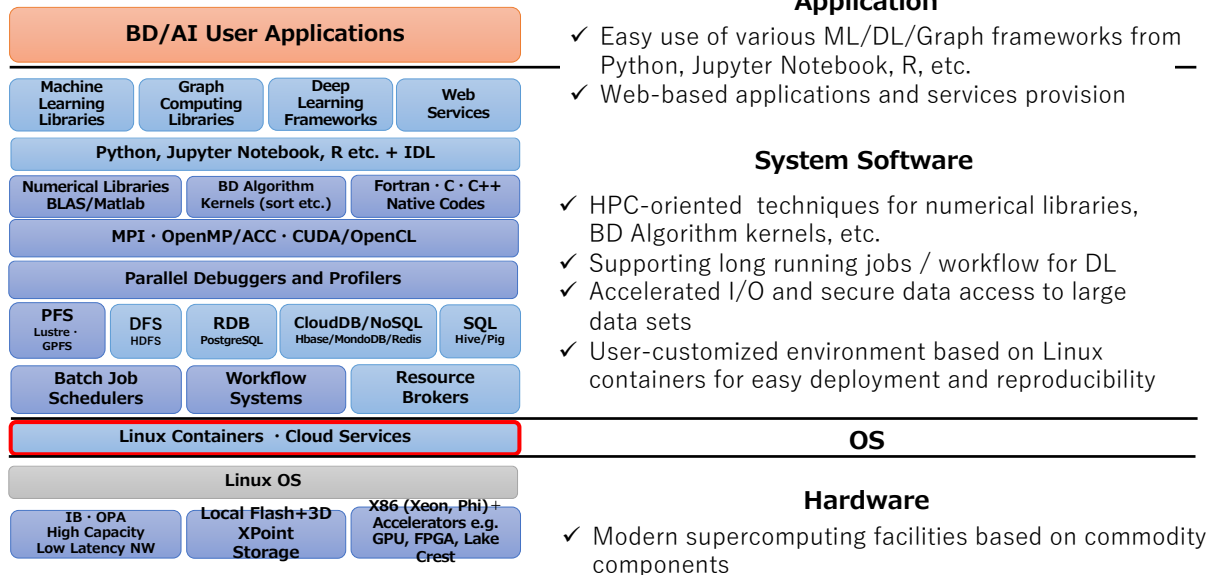 BD/AI User Applications
Machine
Learning
Libraries
Graph
Computing
Libraries
Deep
Learning
Frameworks
Web
Services
Python, Jupyter Notebook, R etc. + IDL
Numerical Libraries
BLAS/Matlab
BD Algorithm
Kernels (sort etc.)
Fortran・C・C++
Native Codes
MPI・OpenMP/ACC・CUDA/OpenCL
Parallel Debuggers and Profilers
PFS
Lustre・
GPFS
DFS
HDFS
RDB
PostgreSQL
CloudDB/NoSQL
Hbase/MondoDB/Redis
SQL
Hive/Pig
Batch Job
Schedulers
Workflow
Systems
Resource
Brokers
Linux Containers ・Cloud Services
Linux OS
IB・OPA
High Capacity
Low Latency NW
Local Flash+3D
XPoint
Storage
X86 (Xeon, Phi)+
Accelerators e.g.
GPU, FPGA, Lake
Crest
Application
✓ Easy use of various ML/DL/Graph frameworks from
Python, Jupyter Notebook, R, etc.
✓ Web-based applications and services provision
System Software
✓ HPC-oriented techniques for numerical libraries,
BD Algorithm kernels, etc.
✓ Supporting long running jobs / workflow for DL
✓ Accelerated I/O and secure data access to large
data sets
✓ User-customized environment based on Linux
containers for easy deployment and reproducibility
OS
Hardware
✓ Modern supercomputing facilities based on commodity
components